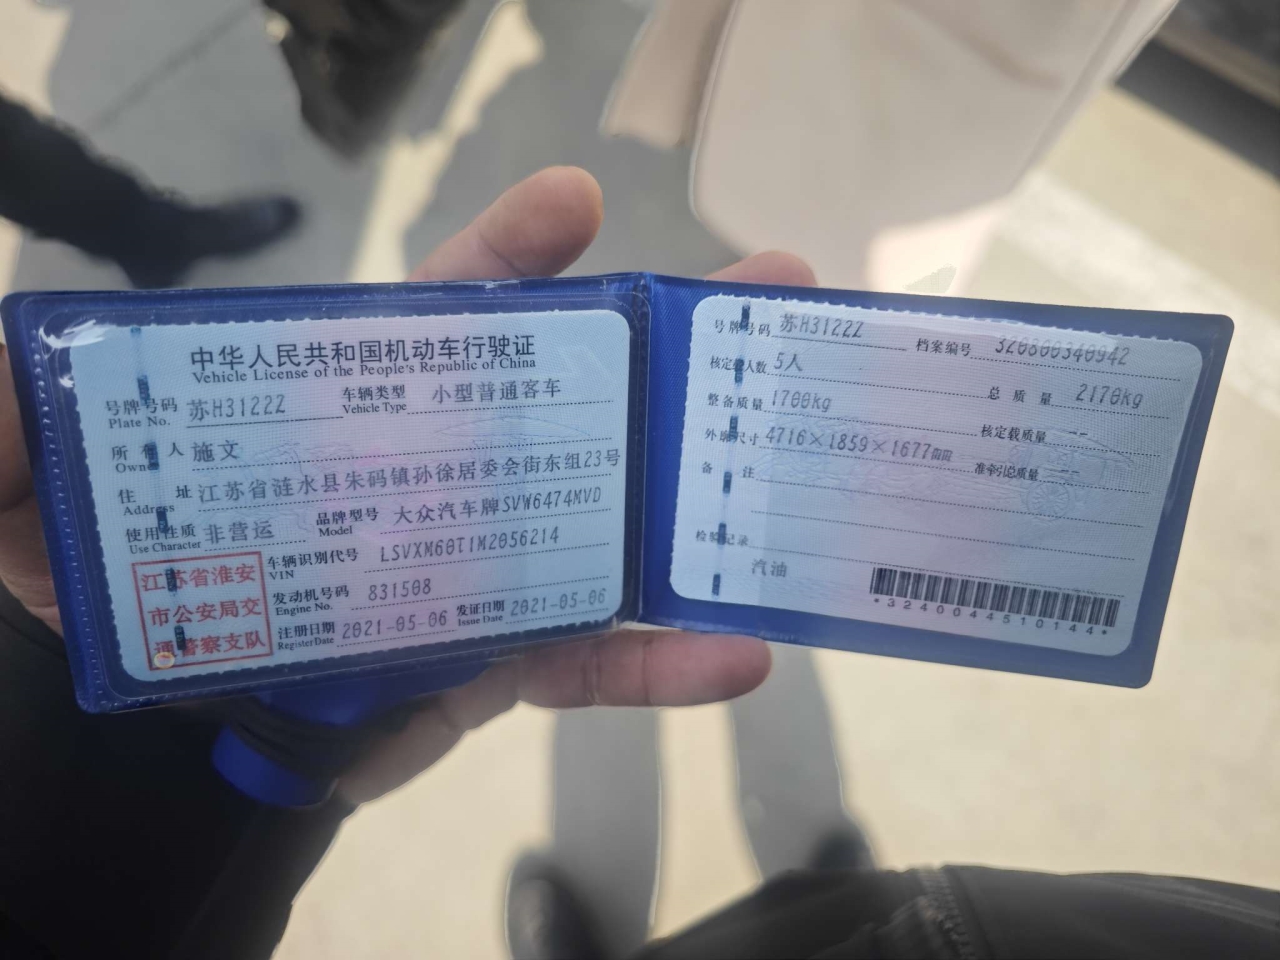 中华人民共和国机动车行驶证
Vehicle License of the People's Republic of China
号牌号码 苏H3122Z 车辆类型 小型普通客车
Plate No. Vehicle Type
所有人 施文
Owner
住址 江苏省涟水县朱码镇孙徐居委会街东组23号
Address
使用性质 非营运 品牌型号 大众汽车牌SVW6474MVD
Use Character Model
江苏省淮安
市公安局交
通警察支队
车辆识别代号 LSVXM60T1M2056214
VIN
发动机号码 831508
Engine No.
注册日期 2021-05-06 发证日期 2021-05-06
Register Date Issue Date
号牌号码 苏H3122Z 档案编号 320800340942
核定载人数 5人 总质量 2170kg
整备质量 1700kg 核定载质量 --
外廓尺寸 4716×1859×1677mm 准牵引总质量 --
备注
检验记录
汽油
*3240044510144*